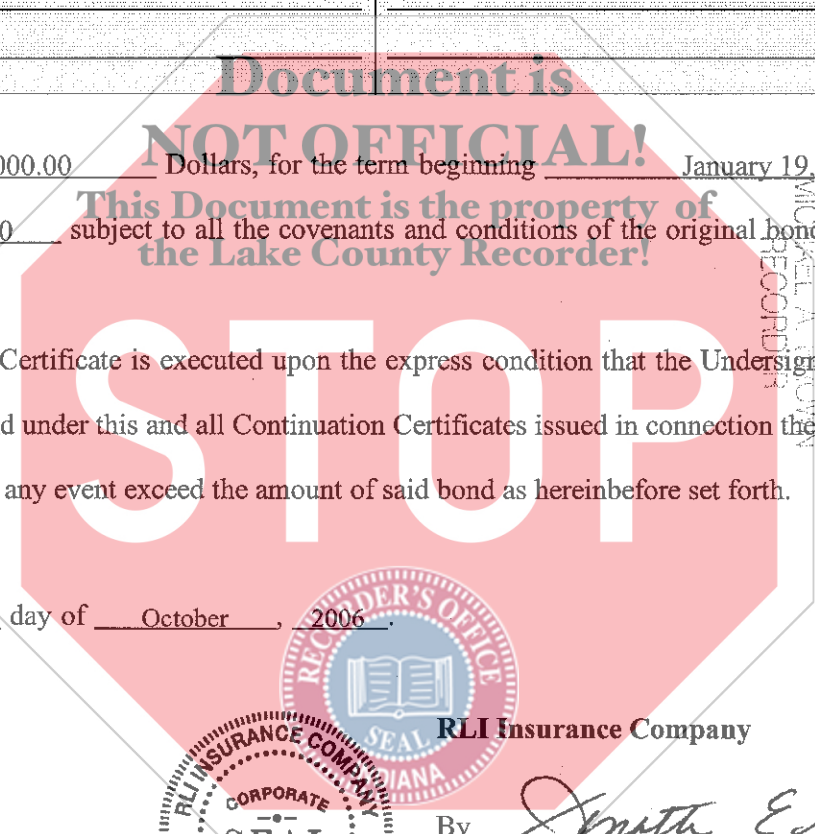 Document is
NOT OFFICIAL!
000.00 Dollars, for the term beginning January 19,
This Document is the property of
0 subject to all the covenants and conditions of the original bond
the Lake County Recorder!
RECORDER
STOP
Certificate is executed upon the express condition that the Undersign
d under this and all Continuation Certificates issued in connection the
any event exceed the amount of said bond as hereinbefore set forth.
day of October, 2006.
RECORDER'S OFFICE
SEAL
INDIANA
RLI Insurance Company
RLI INSURANCE COMPANY
CORPORATE
SEAL
By